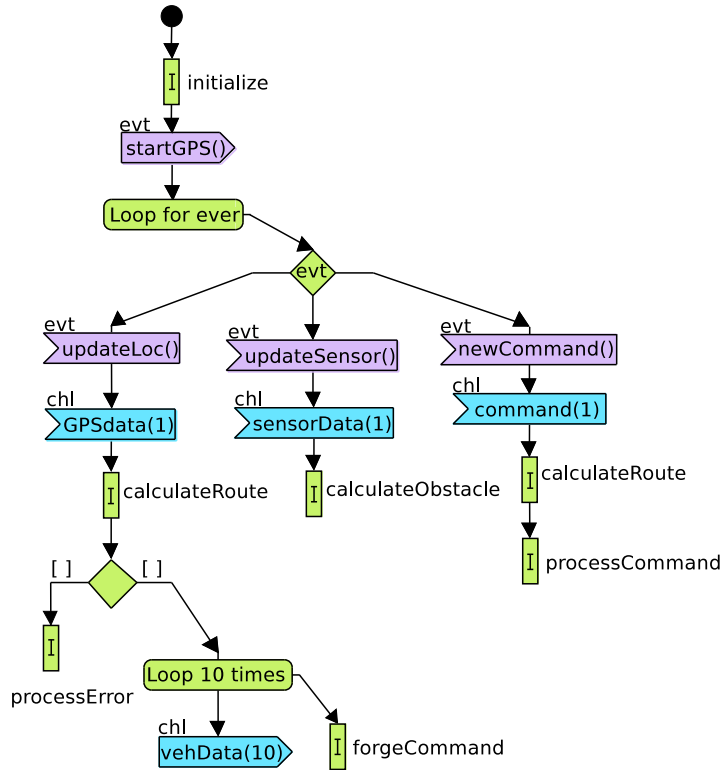 I initialize
evt
startGPS()
Loop for ever
evt
evt
updateLoc()
evt
updateSensor()
evt
newCommand()
chl
GPSdata(1)
chl
sensorData(1)
chl
command(1)
I calculateRoute
I calculateObstacle
I calculateRoute
I processCommand
[ ] [ ]
I
processError
Loop 10 times
chl
vehData(10)
I forgeCommand